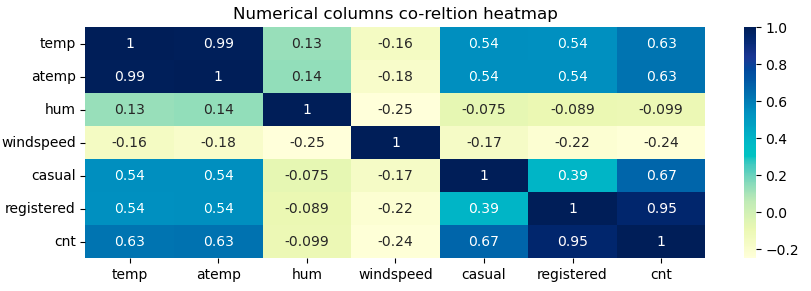 Numerical columns co-reltion heatmap
temp 1 0.99 0.13 -0.16 0.54 0.54 0.63
atemp 0.99 1 0.14 -0.18 0.54 0.54 0.63
hum 0.13 0.14 1 -0.25 -0.075 -0.089 -0.099
windspeed -0.16 -0.18 -0.25 1 -0.17 -0.22 -0.24
casual 0.54 0.54 -0.075 -0.17 1 0.39 0.67
registered 0.54 0.54 -0.089 -0.22 0.39 1 0.95
cnt 0.63 0.63 -0.099 -0.24 0.67 0.95 1
temp atemp hum windspeed casual registered cnt
1.0
0.8
0.6
0.4
0.2
0.0
−0.2